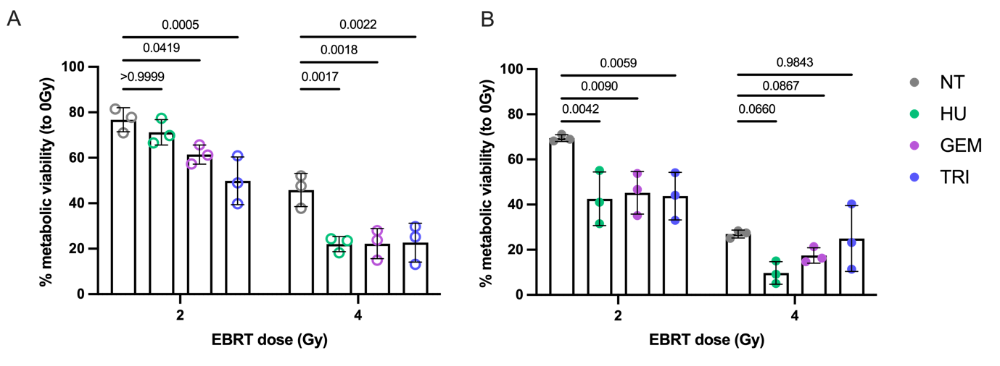 A
0.0005
0.0022
0.0419
0.0018
>0.9999
0.0017
100
80
60
40
20
0
% metabolic viability (to 0Gy)
2
4
EBRT dose (Gy)
B
0.0059
0.9843
0.0090
0.0867
0.0042
0.0660
100
80
60
40
20
0
% metabolic viability (to 0Gy)
2
4
EBRT dose (Gy)
NT
HU
GEM
TRI